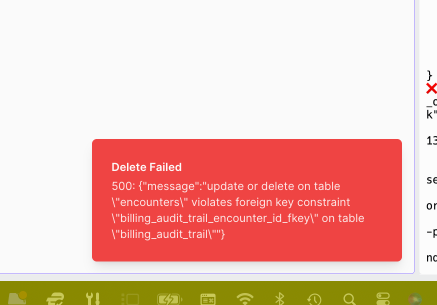 }
_c
k"
13
Delete Failed
se
500: {"message":"update or delete on table
\"encounters\" violates foreign key constraint
or
\"billing_audit_trail_encounter_id_fkey\" on table
-p
\"billing_audit_trail\""}